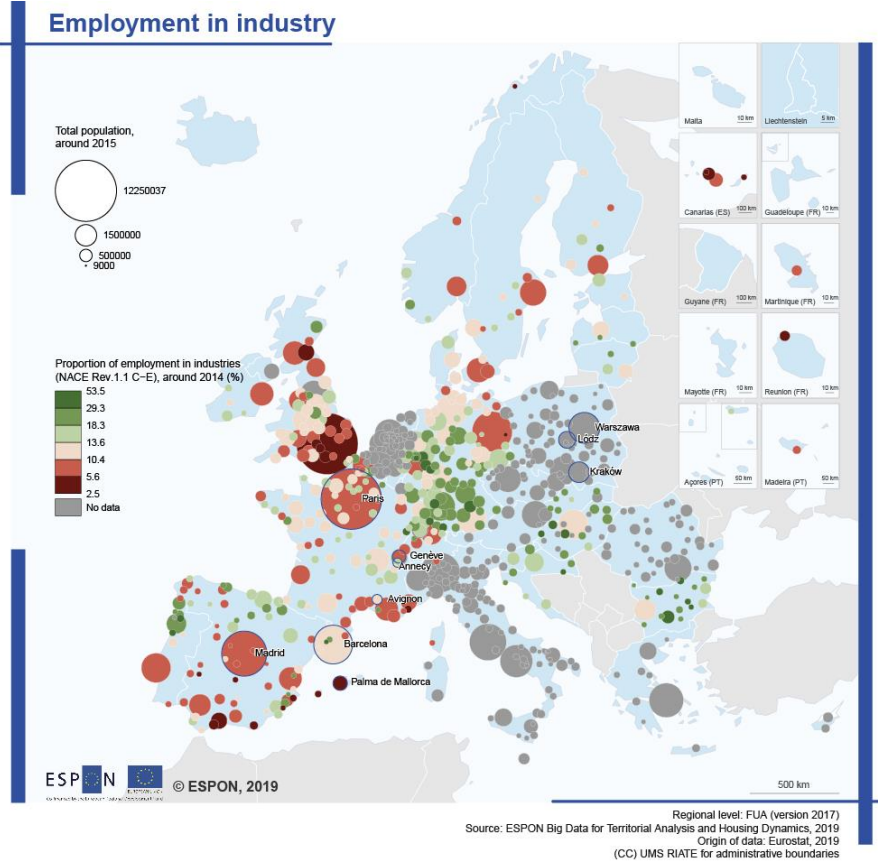 Employment in industry
Total population,
around 2015
12250037
1500000
500000
9000
Proportion of employment in industries
(NACE Rev.1.1 C-E), around 2014 (%)
53.5
29.3
18.3
13.6
10.4
5.6
2.5
No data
Malta
10 km
Liechtenstein
5 km
Canarias (ES)
100 km
Guadeloupe (FR)
10 km
Guyane (FR)
100 km
Martinique (FR)
10 km
Mayotte (FR)
10 km
Reunion (FR)
10 km
Açores (PT)
50 km
Madeira (PT)
50 km
Warszawa
Łódz
Kraków
Paris
Genève
Annecy
Avignon
Barcelona
Madrid
Palma de Mallorca
ESPON
© ESPON, 2019
500 km
Regional level: FUA (version 2017)
Source: ESPON Big Data for Territorial Analysis and Housing Dynamics, 2019
Origin of data: Eurostat, 2019
(CC) UMS RIATE for administrative boundaries